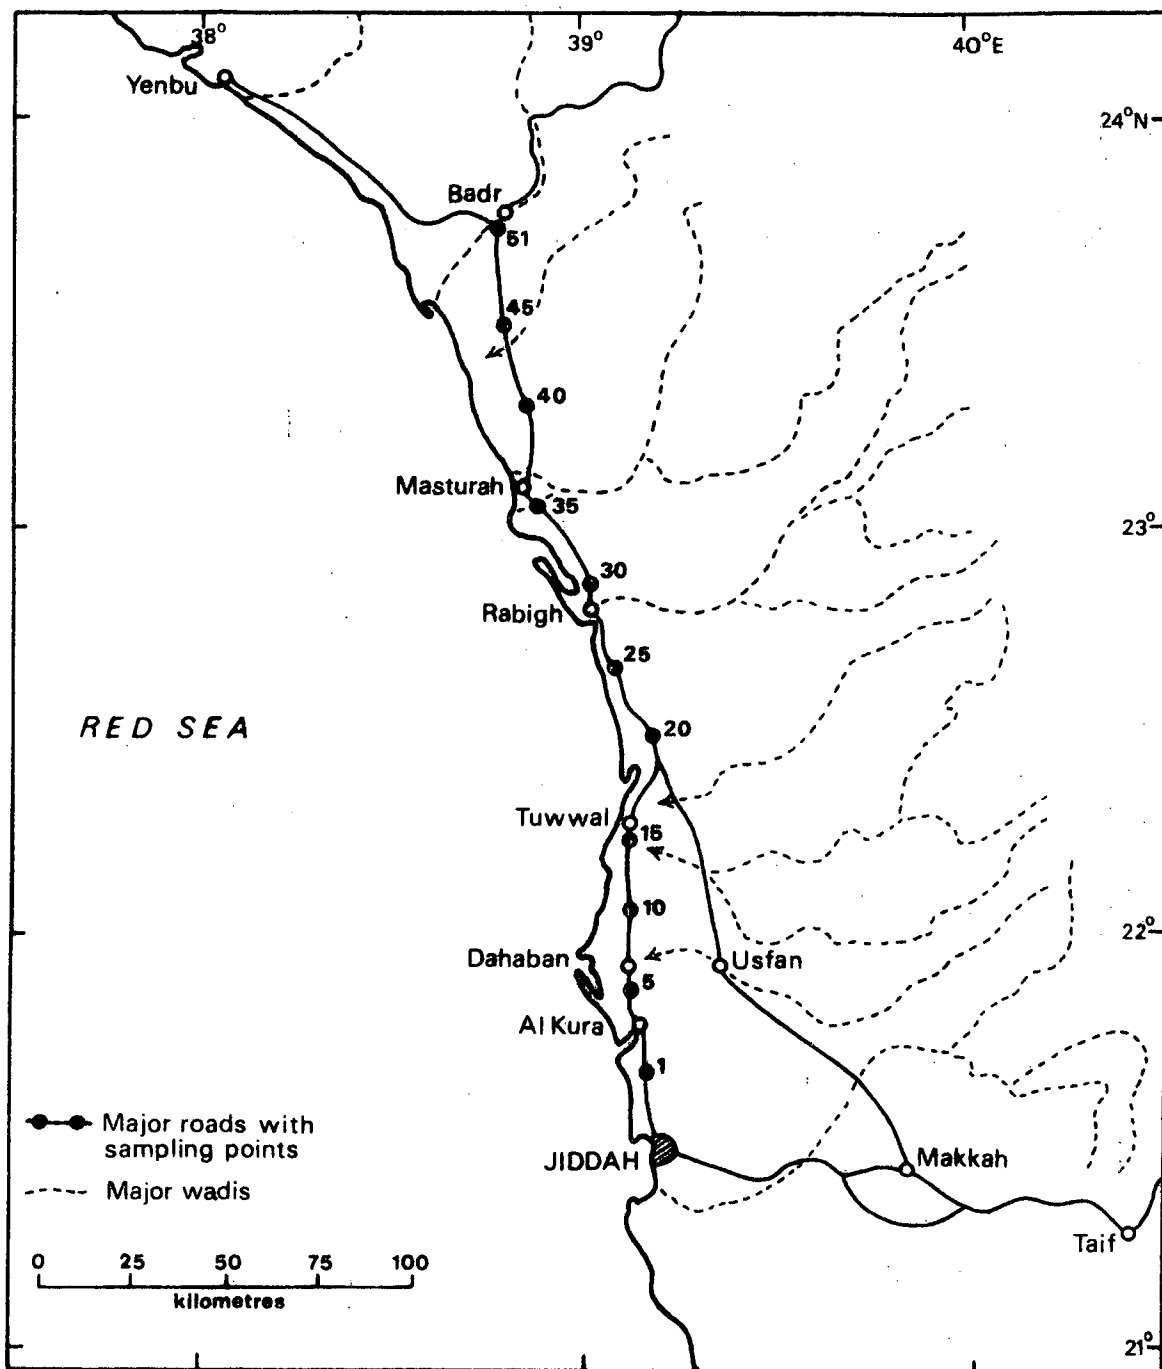 38°
39°
40°E
Yenbu
24°N
Badr
51
45
40
Masturah
35
23°
30
Rabigh
25
RED SEA
20
Tuwwal
15
10
22°
Dahaban
Usfan
5
Al Kura
1
Major roads with
sampling points
JIDDAH
Makkah
Major wadis
Taif
0 25 50 75 100
kilometres
21°